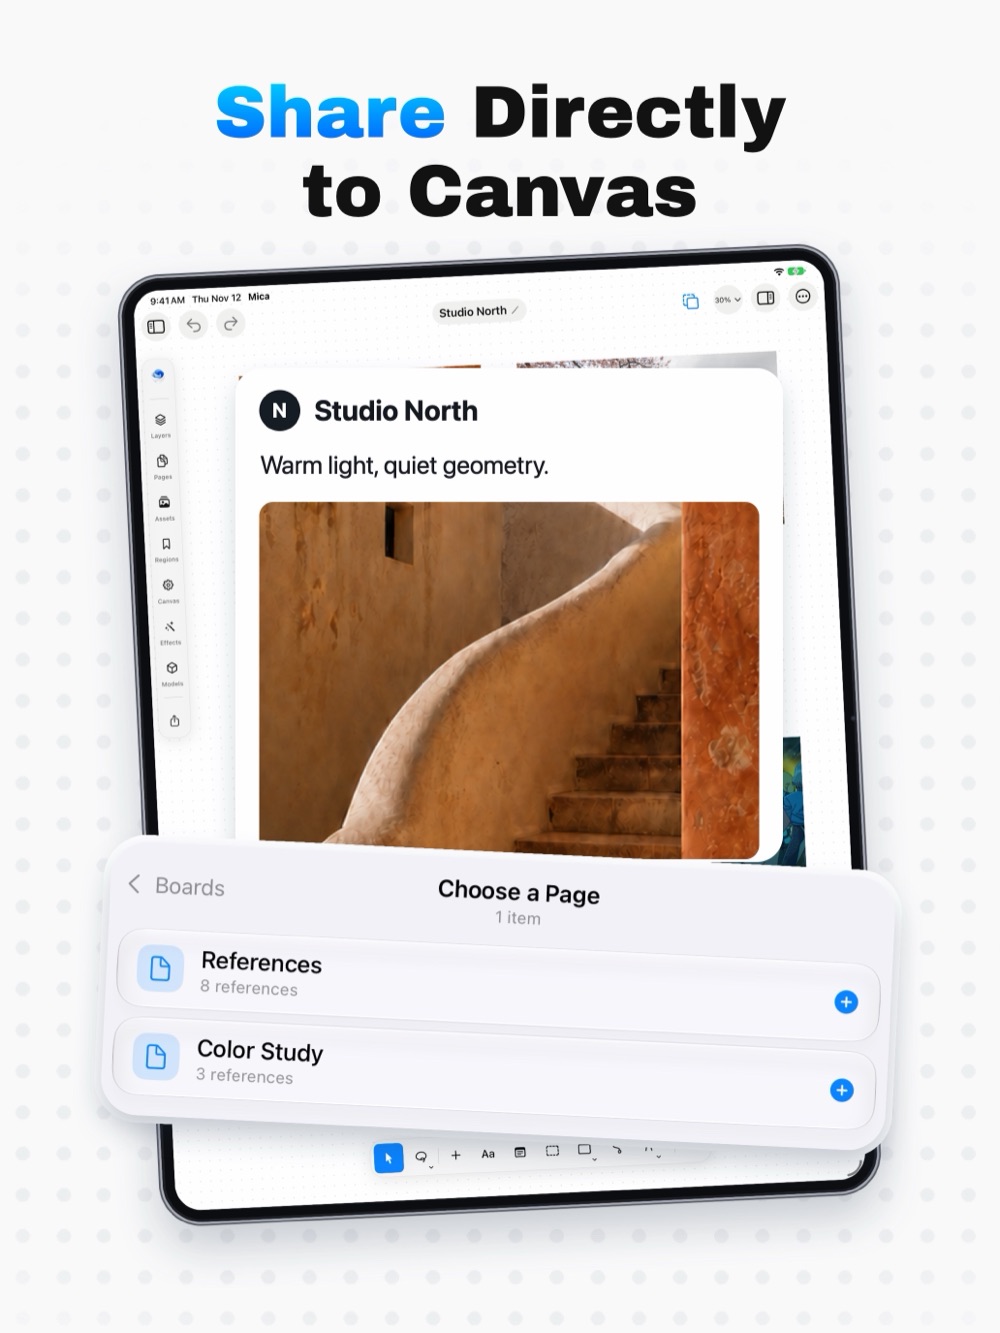 Share Directly
to Canvas
9:41 AM Thu Nov 12 Mica
Studio North
30%
Layers
Pages
Assets
Regions
Canvas
Effects
Models
N Studio North
Warm light, quiet geometry.
Boards
Choose a Page
1 item
References
8 references
Color Study
3 references
Aa